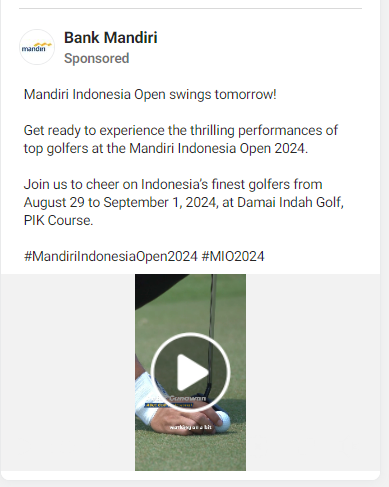 mandiri
Bank Mandiri
Sponsored
Mandiri Indonesia Open swings tomorrow!
Get ready to experience the thrilling performances of
top golfers at the Mandiri Indonesia Open 2024.
Join us to cheer on Indonesia's finest golfers from
August 29 to September 1, 2024, at Damai Indah Golf,
PIK Course.
#MandiriIndonesiaOpen2024 #MIO2024
working on a bit